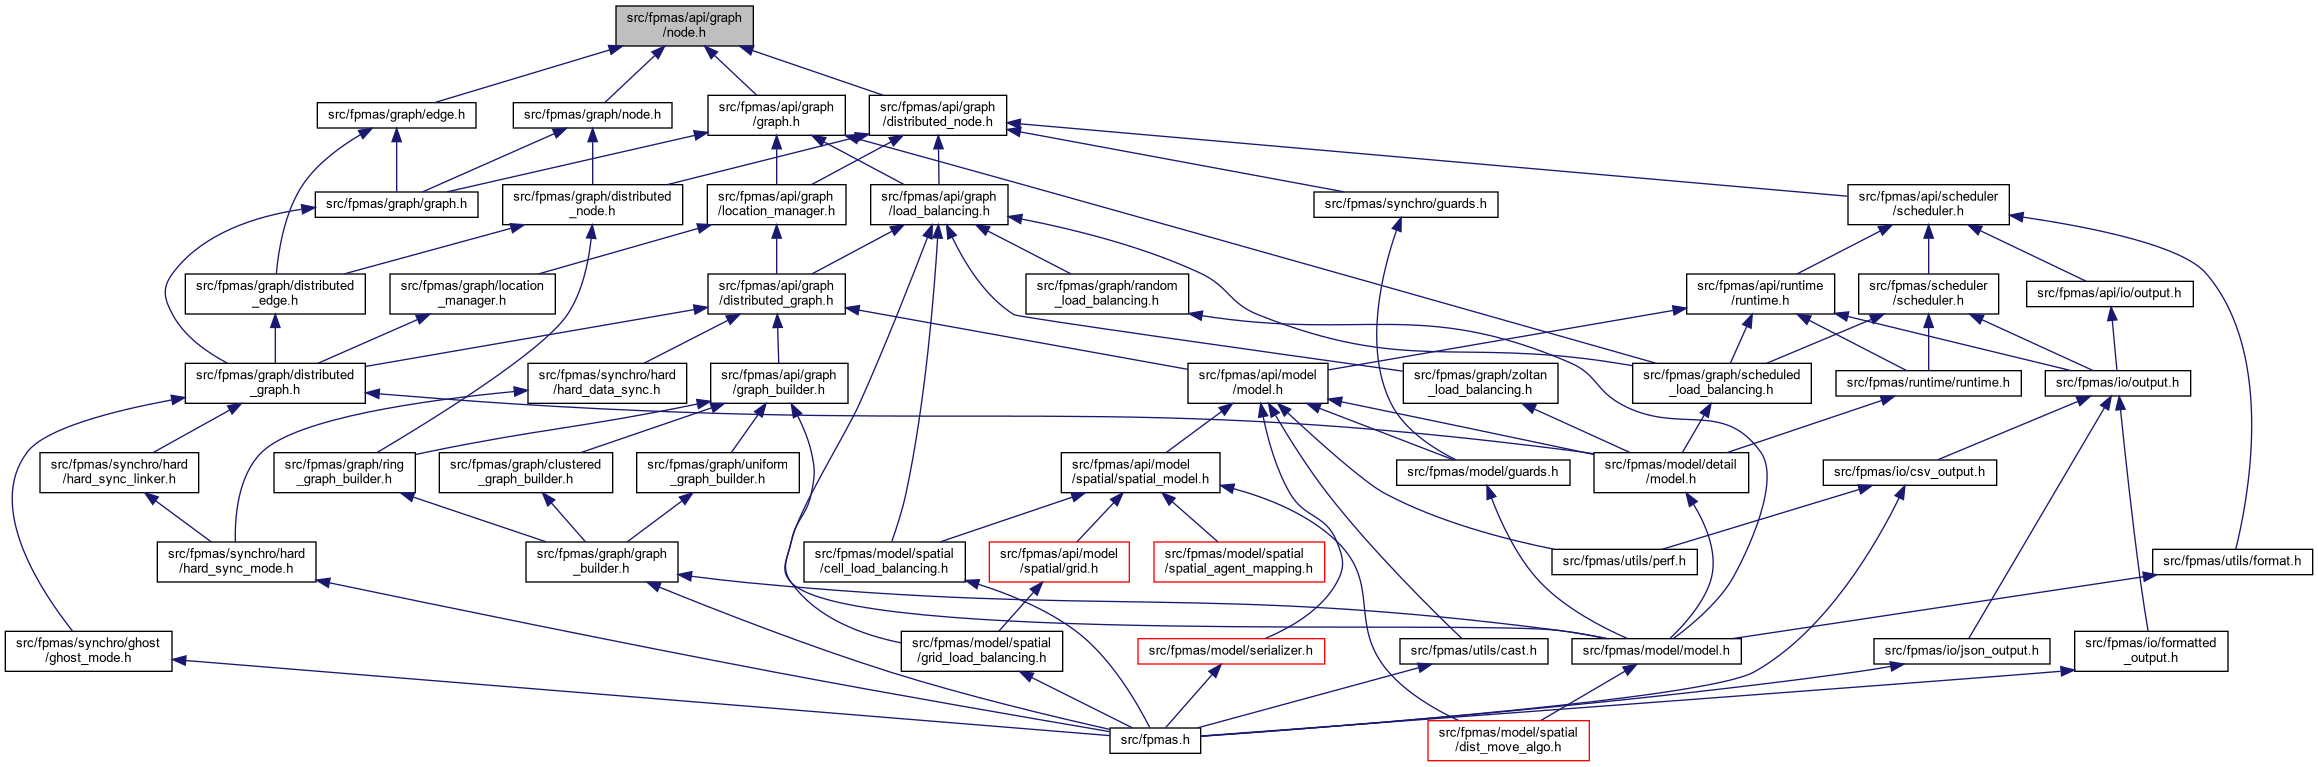 src/fpmas/api/graph
/node.h
src/fpmas/graph/edge.h
src/fpmas/graph/node.h
src/fpmas/api/graph
/graph.h
src/fpmas/api/graph
/distributed_node.h
src/fpmas/graph/graph.h
src/fpmas/graph/distributed
_node.h
src/fpmas/api/graph
/location_manager.h
src/fpmas/api/graph
/load_balancing.h
src/fpmas/synchro/guards.h
src/fpmas/api/scheduler
/scheduler.h
src/fpmas/graph/distributed
_edge.h
src/fpmas/graph/location
_manager.h
src/fpmas/api/graph
/distributed_graph.h
src/fpmas/graph/random
_load_balancing.h
src/fpmas/api/runtime
/runtime.h
src/fpmas/scheduler
/scheduler.h
src/fpmas/api/io/output.h
src/fpmas/graph/distributed
_graph.h
src/fpmas/synchro/hard
/hard_data_sync.h
src/fpmas/api/graph
/graph_builder.h
src/fpmas/api/model
/model.h
src/fpmas/graph/zoltan
_load_balancing.h
src/fpmas/graph/scheduled
_load_balancing.h
src/fpmas/runtime/runtime.h
src/fpmas/io/output.h
src/fpmas/synchro/hard
/hard_sync_linker.h
src/fpmas/graph/ring
_graph_builder.h
src/fpmas/graph/clustered
_graph_builder.h
src/fpmas/graph/uniform
_graph_builder.h
src/fpmas/api/model
/spatial/spatial_model.h
src/fpmas/model/guards.h
src/fpmas/model/detail
/model.h
src/fpmas/io/csv_output.h
src/fpmas/synchro/hard
/hard_sync_mode.h
src/fpmas/graph/graph
_builder.h
src/fpmas/model/spatial
/cell_load_balancing.h
src/fpmas/api/model
/spatial/grid.h
src/fpmas/model/spatial
/spatial_agent_mapping.h
src/fpmas/utils/perf.h
src/fpmas/utils/format.h
src/fpmas/synchro/ghost
/ghost_mode.h
src/fpmas/model/spatial
/grid_load_balancing.h
src/fpmas/model/serializer.h
src/fpmas/utils/cast.h
src/fpmas/model/model.h
src/fpmas/io/json_output.h
src/fpmas/io/formatted
_output.h
src/fpmas.h
src/fpmas/model/spatial
/dist_move_algo.h